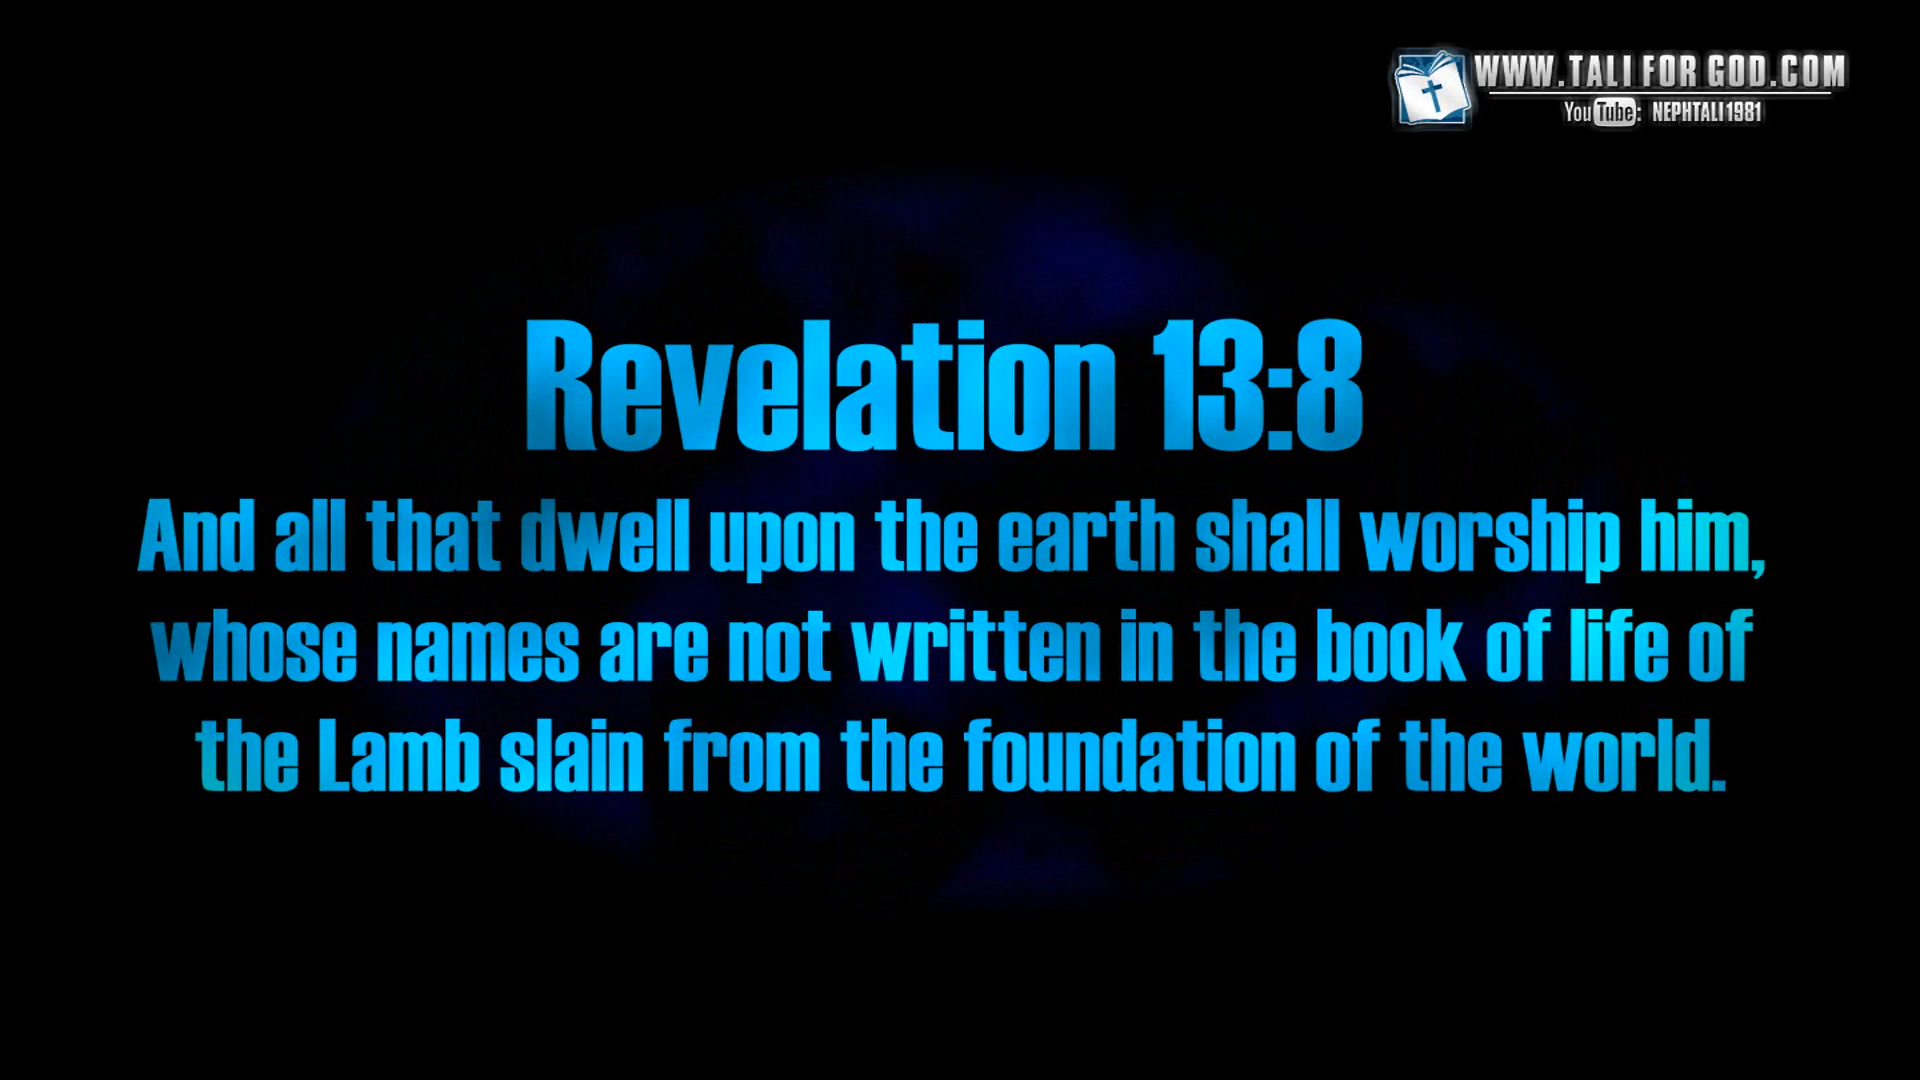 WWW.TALI FOR GOD.COM
YouTube: NEPHTALI1981
Revelation 13:8
And all that dwell upon the earth shall worship him,
whose names are not written in the book of life of
the Lamb slain from the foundation of the world.